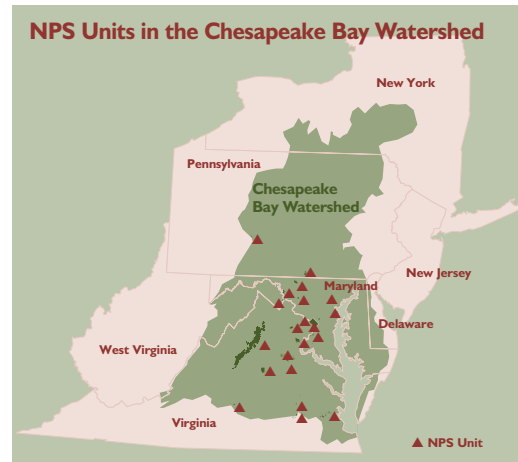 NPS Units in the Chesapeake Bay Watershed
New York
Pennsylvania
Chesapeake
Bay Watershed
New Jersey
Maryland
Delaware
West Virginia
Virginia
NPS Unit